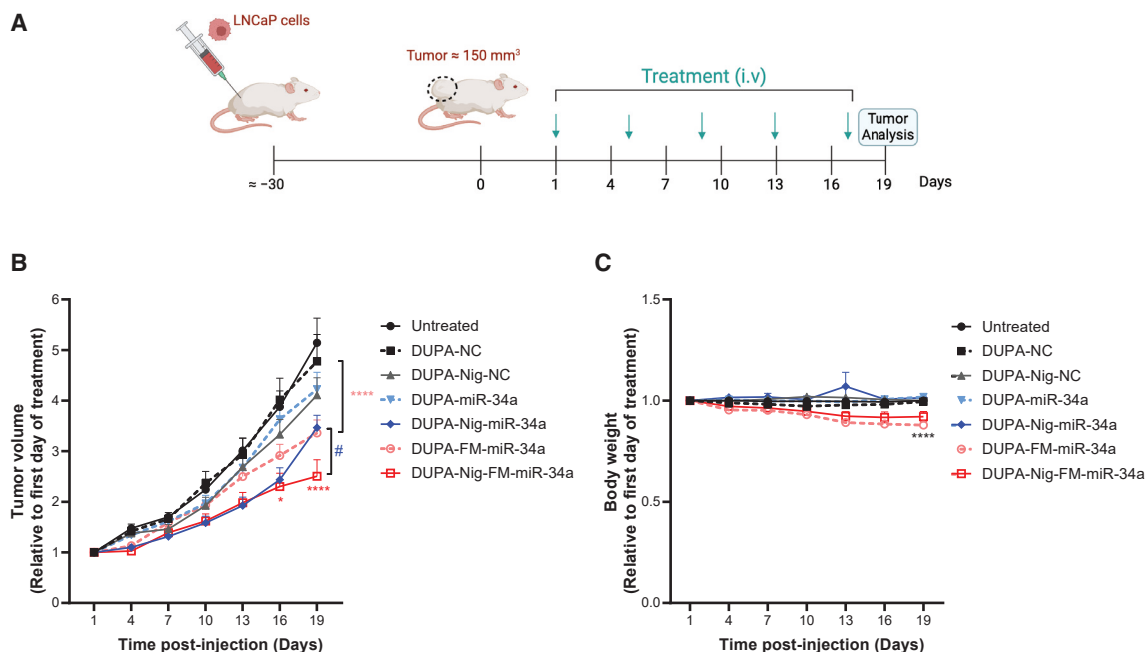 A
LNCaP cells
Tumor ≈ 150 mm³
Treatment (i.v)
Tumor
Analysis
≈ −30
0
1
4
7
10
13
16
19
Days
B
Tumor volume
(Relative to first day of treatment)
6
5
4
3
2
1
0
1
4
7
10
13
16
19
Time post-injection (Days)
*
****
****
#
Untreated
DUPA-NC
DUPA-Nig-NC
DUPA-miR-34a
DUPA-Nig-miR-34a
DUPA-FM-miR-34a
DUPA-Nig-FM-miR-34a
C
Body weight
(Relative to first day of treatment)
1.5
1.0
0.5
0.0
1
4
7
10
13
16
19
Time post-injection (Days)
****
Untreated
DUPA-NC
DUPA-Nig-NC
DUPA-miR-34a
DUPA-Nig-miR-34a
DUPA-FM-miR-34a
DUPA-Nig-FM-miR-34a